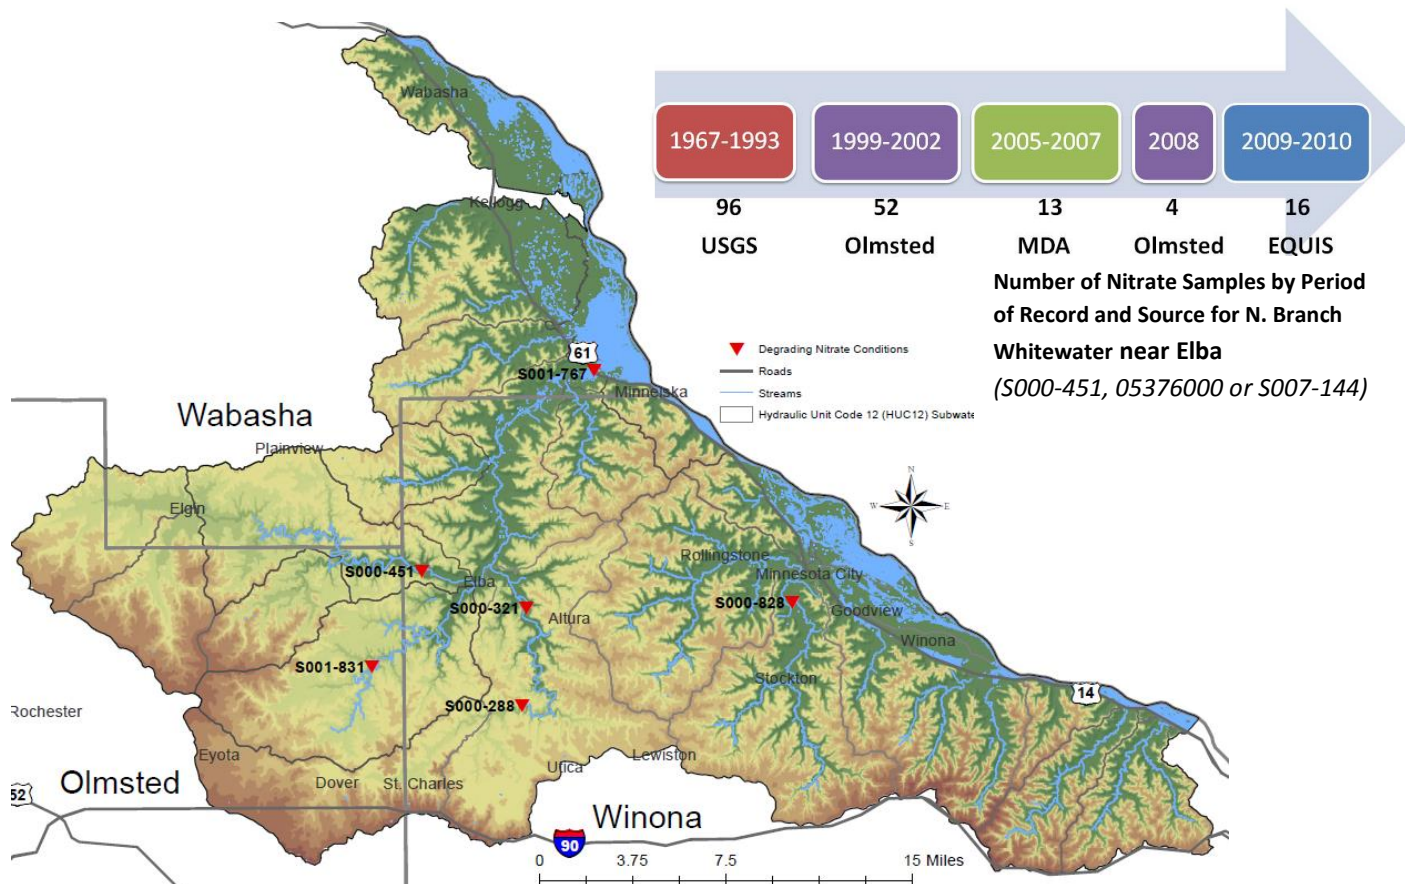 Wabasha
1967-1993
1999-2002
2005-2007
2008
2009-2010
96
52
13
4
16
USGS
Olmsted
MDA
Olmsted
EQUIS
Kellogg
Number of Nitrate Samples by Period
of Record and Source for N. Branch
Whitewater near Elba
(S000-451, 05376000 or S007-144)
61
S001-767
Minneiska
Degrading Nitrate Conditions
Roads
Streams
Hydraulic Unit Code 12 (HUC12) Subwate
Wabasha
Plainview
Elgin
N
W
E
S
S000-451
Elba
S000-321
Altura
Rollingstone
Minnesota City
S000-828
Goodview
Winona
S001-831
Stockton
14
S000-288
Rochester
Eyota
Lewiston
Utica
Dover
St. Charles
Olmsted
52
Winona
90
0
3.75
7.5
15 Miles